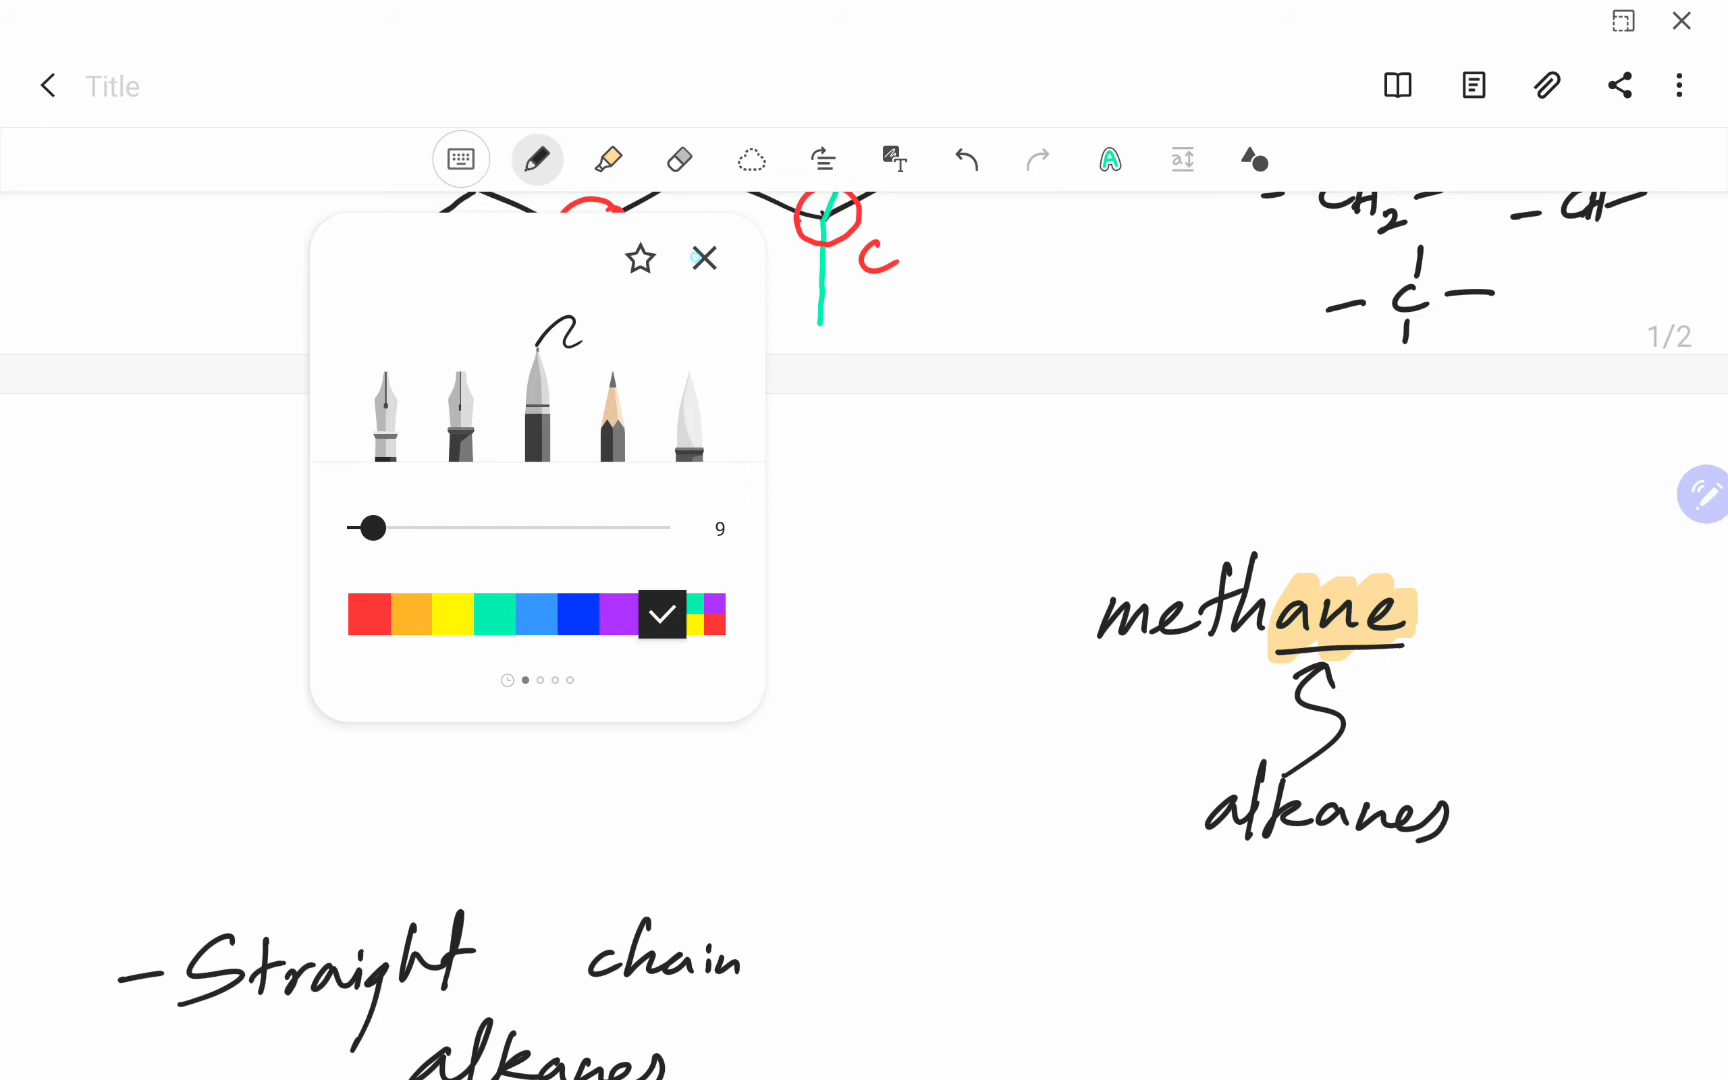 Title
- CH2 -
- CH -
C
- C -
1/2
9
methane
alkanes
- Straight chain
alkanes